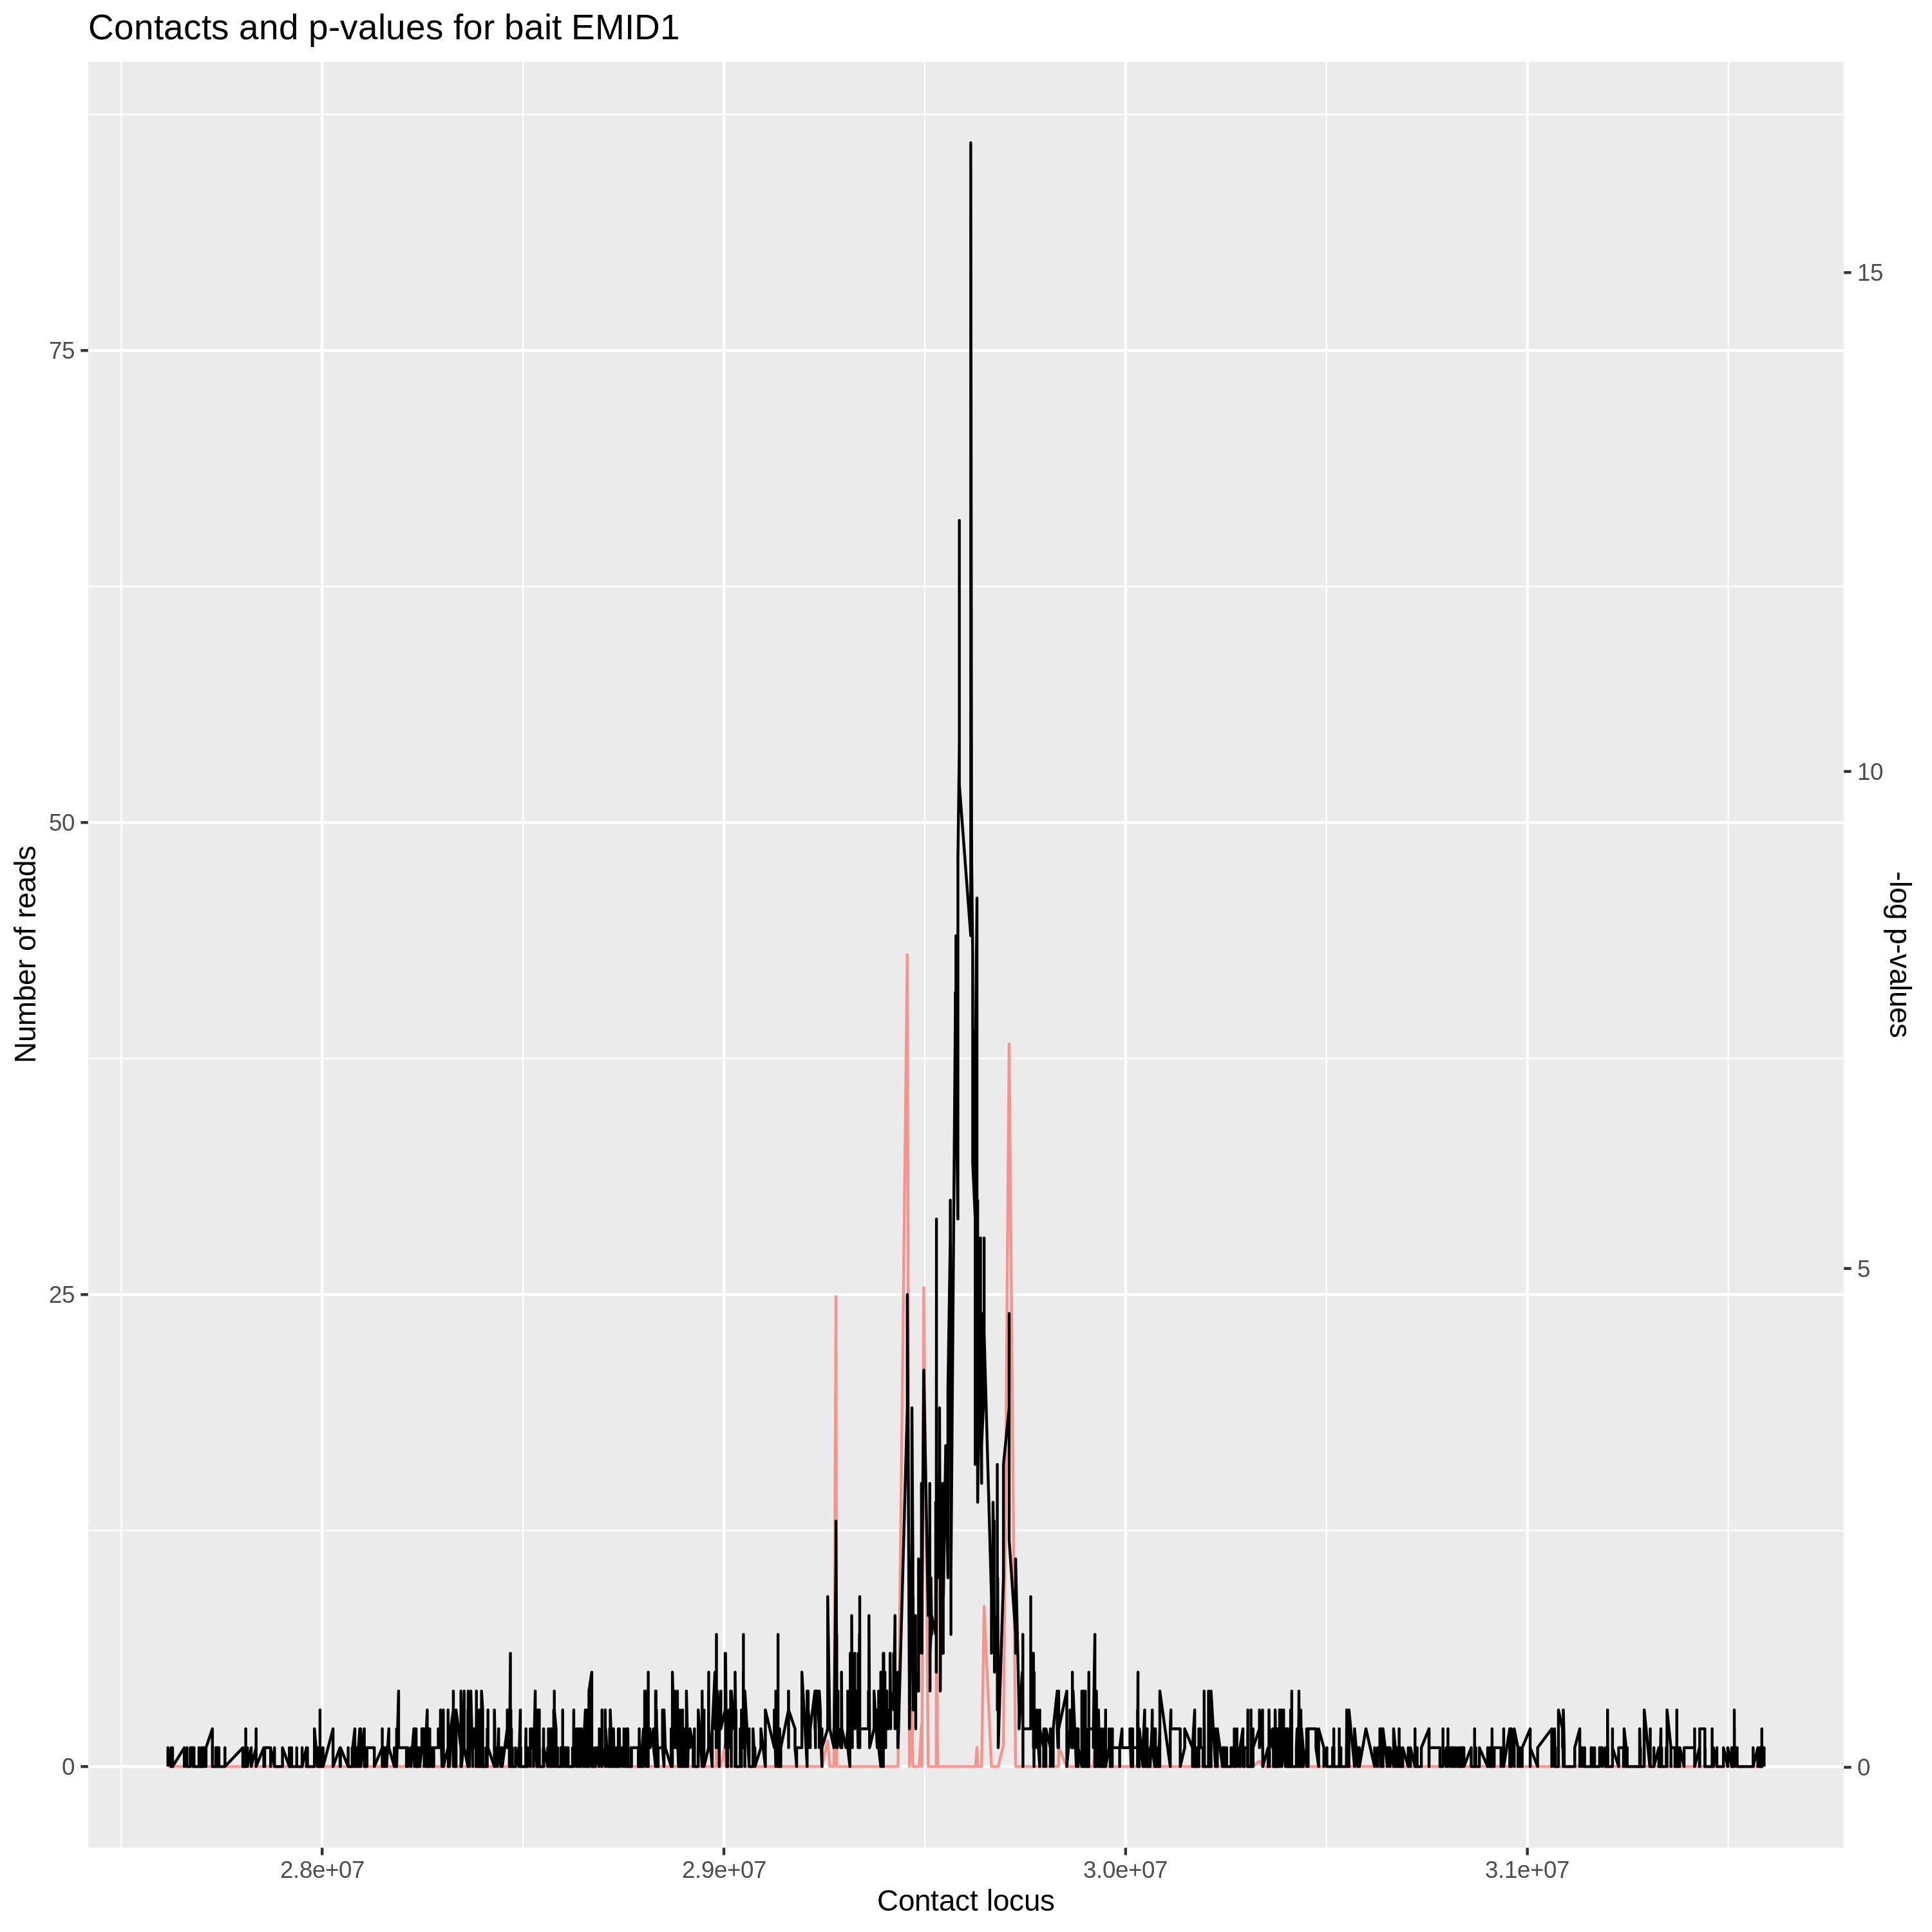 Contacts and p-values for bait EMID1
75
50
25
0
Number of reads
15
10
5
0
-log p-values
2.8e+07
2.9e+07
3.0e+07
3.1e+07
Contact locus